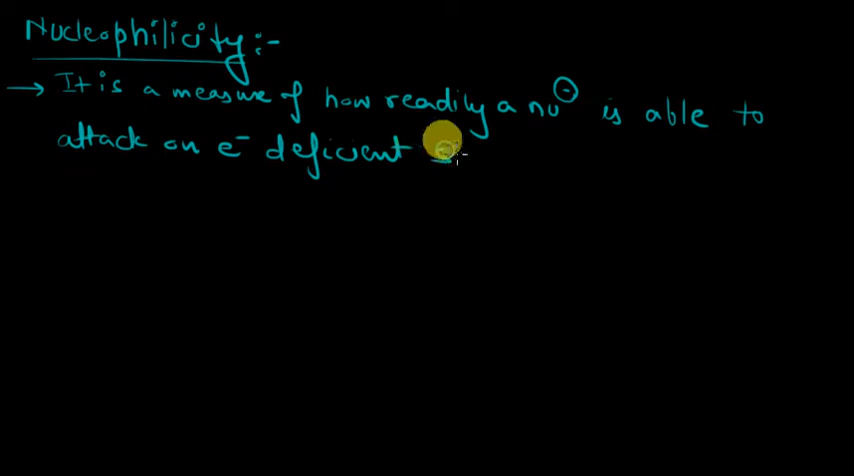 Nucleophilicity:-
→ It is a measure of how readily a nu⊖ is able to
attack on e⁻ deficient